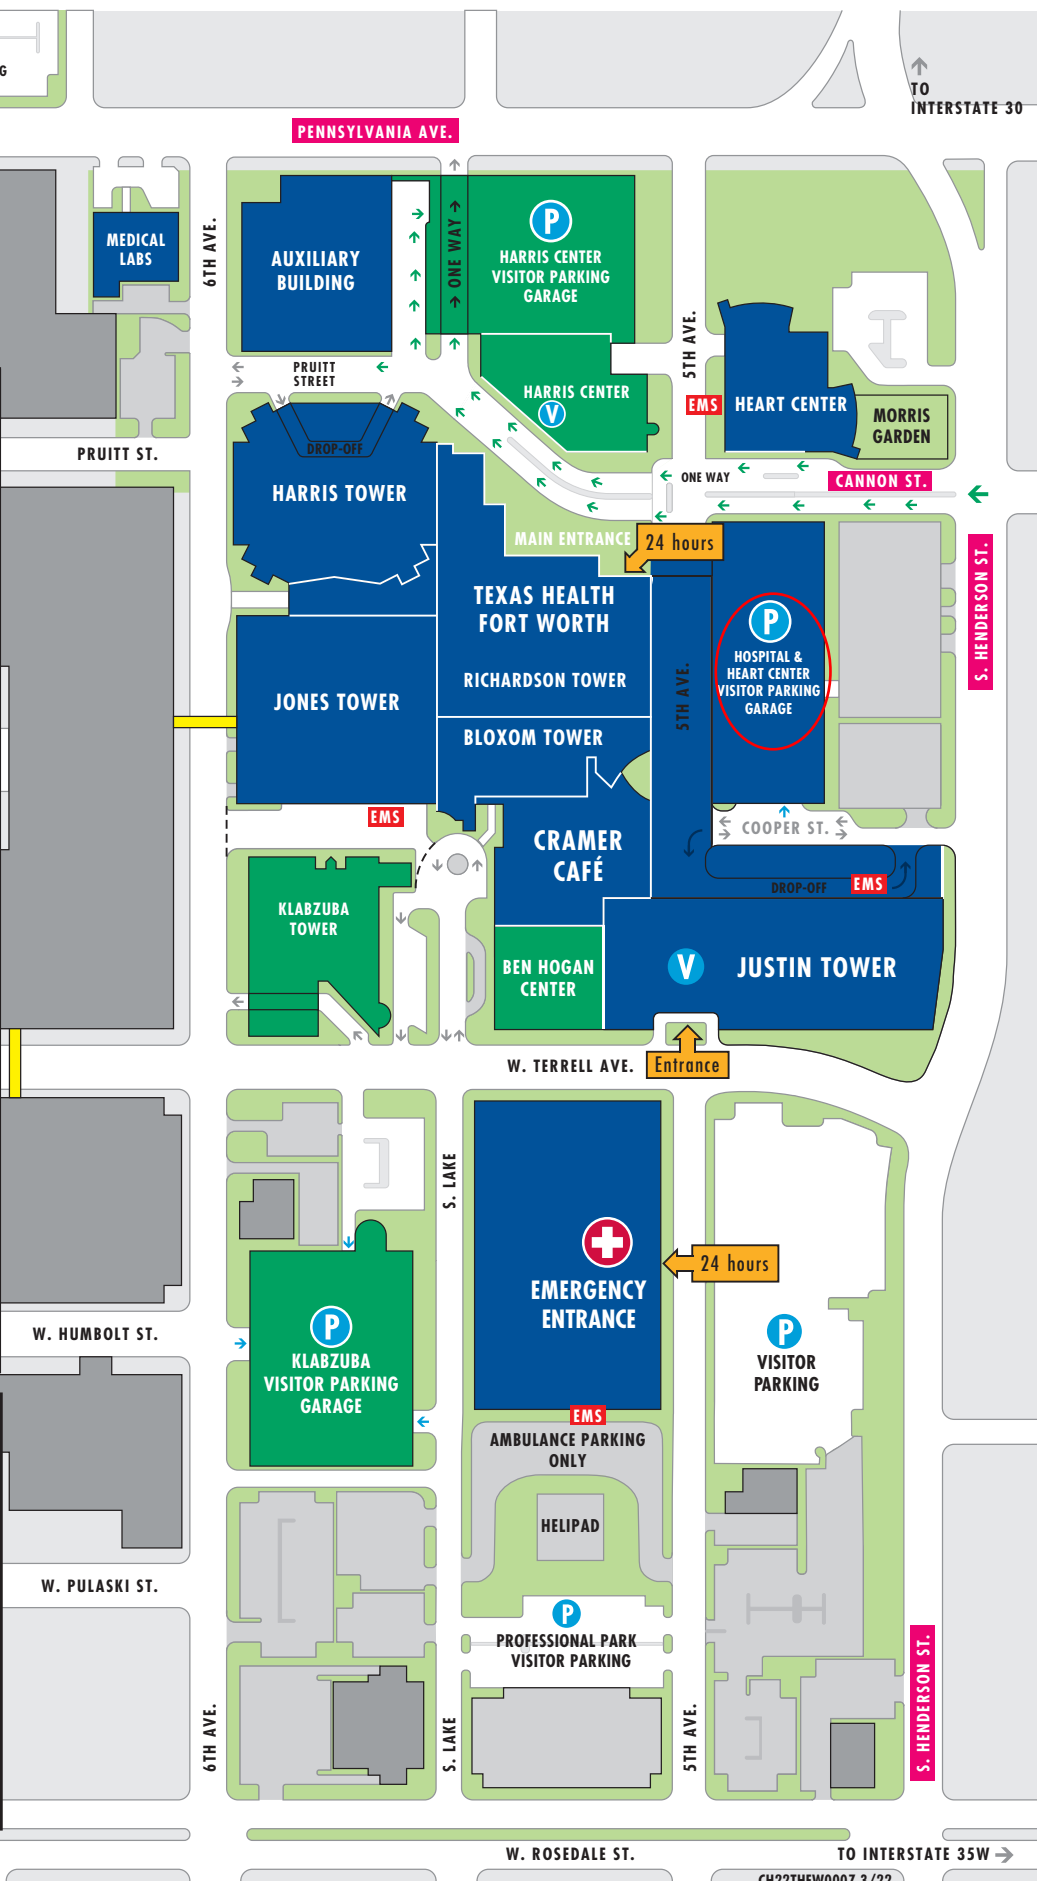 G
TO
INTERSTATE 30
PENNSYLVANIA AVE.
MEDICAL
LABS
6TH AVE.
AUXILIARY
BUILDING
ONE WAY
P
HARRIS CENTER
VISITOR PARKING
GARAGE
5TH AVE.
PRUITT
STREET
HARRIS CENTER
V
EMS
HEART CENTER
MORRIS
GARDEN
PRUITT ST.
DROP-OFF
HARRIS TOWER
ONE WAY
CANNON ST.
MAIN ENTRANCE
24 hours
S. HENDERSON ST.
TEXAS HEALTH
FORT WORTH
P
HOSPITAL &
HEART CENTER
VISITOR PARKING
GARAGE
RICHARDSON TOWER
5TH AVE.
JONES TOWER
BLOXOM TOWER
EMS
COOPER ST.
CRAMER
CAFÉ
DROP-OFF
EMS
KLABZUBA
TOWER
BEN HOGAN
CENTER
V
JUSTIN TOWER
W. TERRELL AVE.
Entrance
S. LAKE
EMERGENCY
ENTRANCE
24 hours
W. HUMBOLT ST.
P
KLABZUBA
VISITOR PARKING
GARAGE
P
VISITOR
PARKING
EMS
AMBULANCE PARKING
ONLY
HELIPAD
W. PULASKI ST.
P
PROFESSIONAL PARK
VISITOR PARKING
6TH AVE.
S. LAKE
5TH AVE.
S. HENDERSON ST.
W. ROSEDALE ST.
TO INTERSTATE 35W
CH22THFW0007 3/22